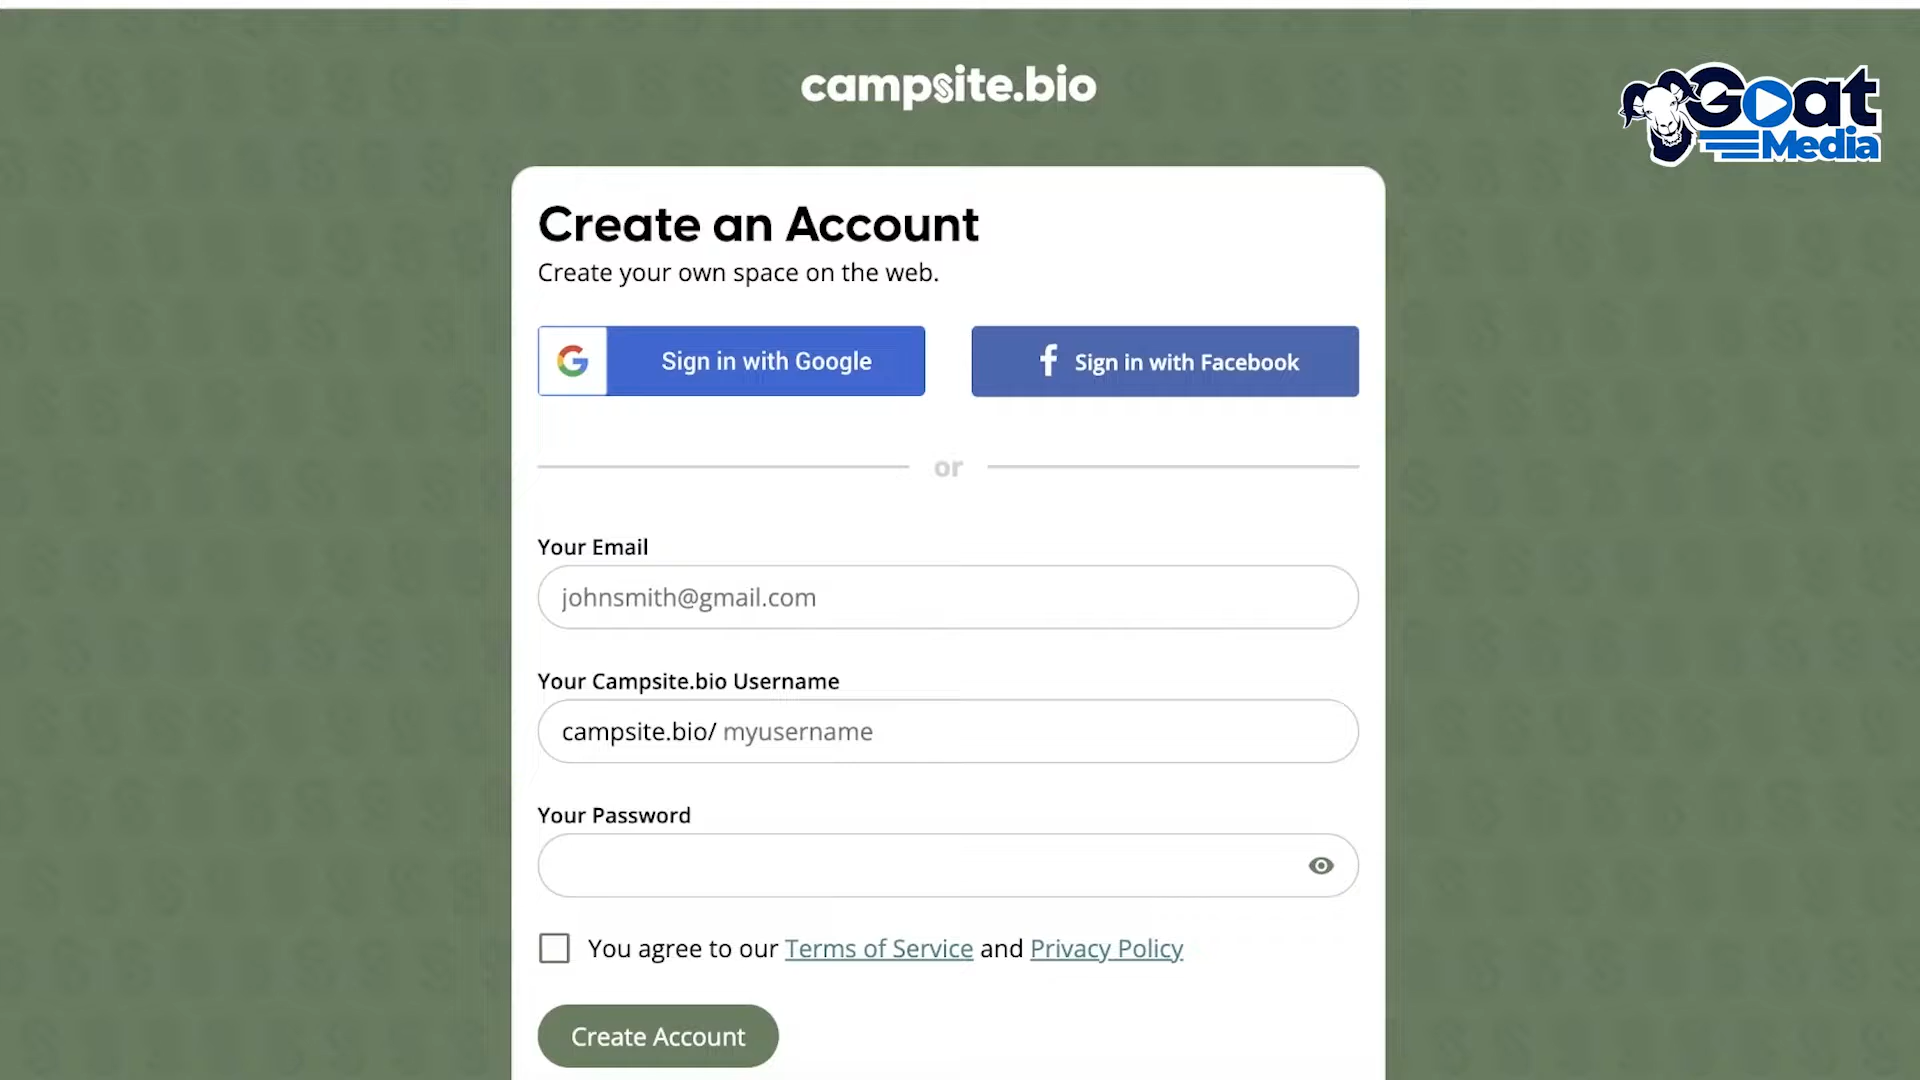 campsite.bio
Goat
Media
Create an Account
Create your own space on the web.
Sign in with Google
Sign in with Facebook
or
Your Email
johnsmith@gmail.com
Your Campsite.bio Username
campsite.bio/ myusername
Your Password
You agree to our Terms of Service and Privacy Policy
Create Account